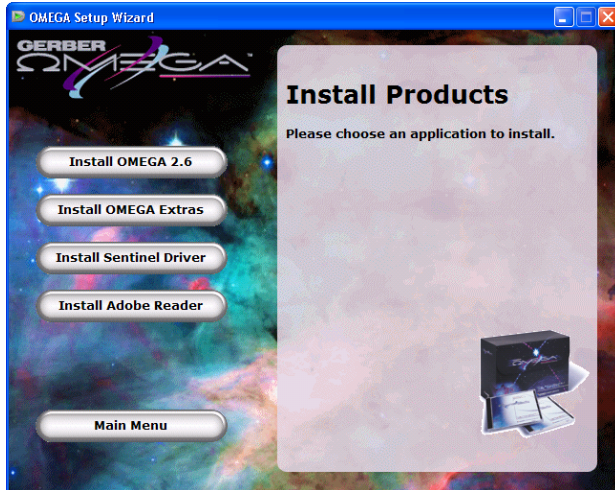 OMEGA Setup Wizard
GERBER
ΩMEGA™
Install Products
Please choose an application to install.
Install OMEGA 2.6
Install OMEGA Extras
Install Sentinel Driver
Install Adobe Reader
Main Menu